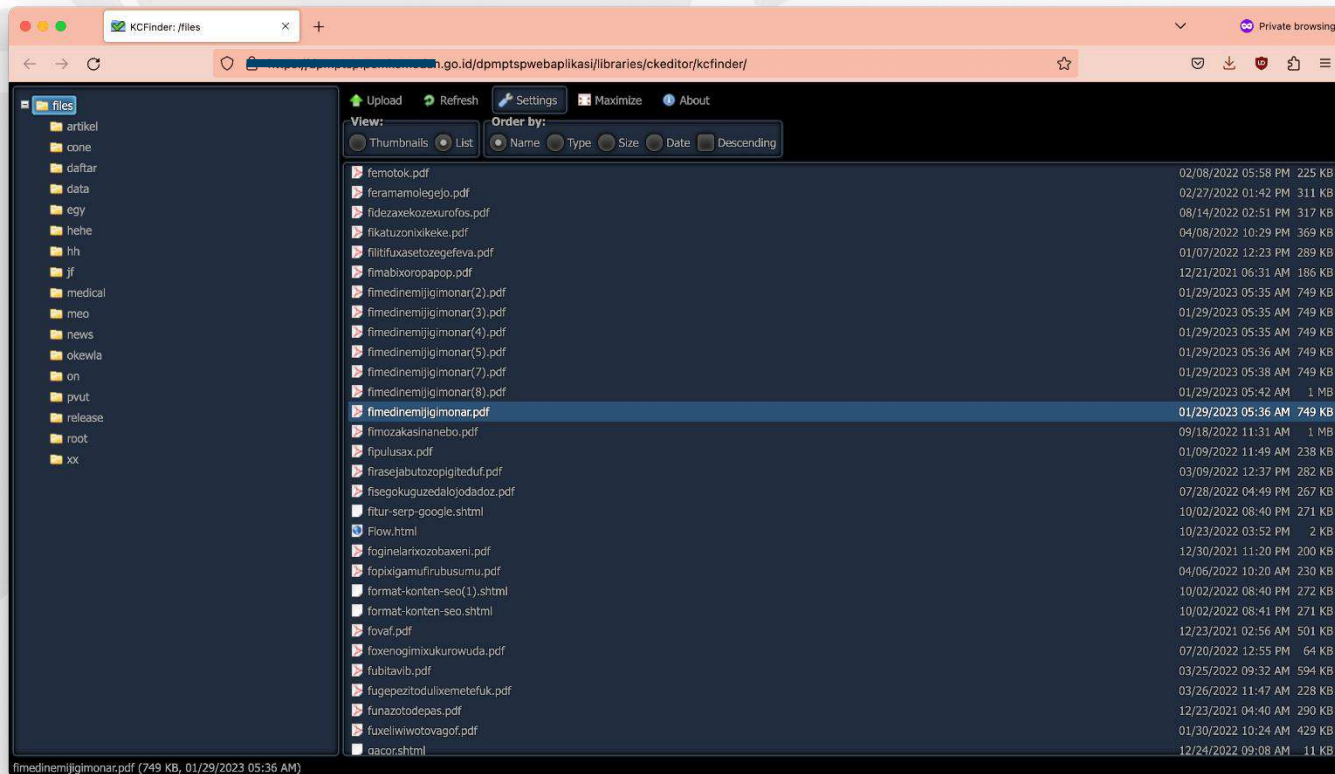 KCFinder: /files
Private browsing
n.go.id/dpmptspwebaplikasi/libraries/ckeditor/kcfinder/
files
artikel
cone
daftar
data
egy
hehe
hh
jf
medical
meo
news
okewla
on
pvut
release
root
xx
Upload Refresh Settings Maximize About
View: Order by:
Thumbnails List Name Type Size Date Descending
femotok.pdf 02/08/2022 05:58 PM 225 KB
feramamolegejo.pdf 02/27/2022 01:42 PM 311 KB
fidezaxekozexurofos.pdf 08/14/2022 02:51 PM 317 KB
fikatuzonixikeke.pdf 04/08/2022 10:29 PM 369 KB
filitifuxasetozegefeva.pdf 01/07/2022 12:23 PM 289 KB
fimabixoropapop.pdf 12/21/2021 06:31 AM 186 KB
fimedinemijigimonar(2).pdf 01/29/2023 05:35 AM 749 KB
fimedinemijigimonar(3).pdf 01/29/2023 05:35 AM 749 KB
fimedinemijigimonar(4).pdf 01/29/2023 05:35 AM 749 KB
fimedinemijigimonar(5).pdf 01/29/2023 05:36 AM 749 KB
fimedinemijigimonar(7).pdf 01/29/2023 05:38 AM 749 KB
fimedinemijigimonar(8).pdf 01/29/2023 05:42 AM 1 MB
fimedinemijigimonar.pdf 01/29/2023 05:36 AM 749 KB
fimozakasinanebo.pdf 09/18/2022 11:31 AM 1 MB
fipulusax.pdf 01/09/2022 11:49 AM 238 KB
firasejabutozopigiteduf.pdf 03/09/2022 12:37 PM 282 KB
fisegokuguzedalojodadoz.pdf 07/28/2022 04:49 PM 267 KB
fitur-serp-google.shtml 10/02/2022 08:40 PM 271 KB
Flow.html 10/23/2022 03:52 PM 2 KB
foginelarixozobaxeni.pdf 12/30/2021 11:20 PM 200 KB
fopixigamufirubusumu.pdf 04/06/2022 10:20 AM 230 KB
format-konten-seo(1).shtml 10/02/2022 08:40 PM 272 KB
format-konten-seo.shtml 10/02/2022 08:41 PM 271 KB
fovaf.pdf 12/23/2021 02:56 AM 501 KB
foxenogimixukurowuda.pdf 07/20/2022 12:55 PM 64 KB
fubitavib.pdf 03/25/2022 09:32 AM 594 KB
fugepezitodulixemetefuk.pdf 03/26/2022 11:47 AM 228 KB
funazotodepas.pdf 12/23/2021 04:40 AM 290 KB
fuxeliwiwotovagof.pdf 01/30/2022 10:24 AM 429 KB
gacor.shtml 12/24/2022 09:08 AM 11 KB
fimedinemijigimonar.pdf (749 KB, 01/29/2023 05:36 AM)